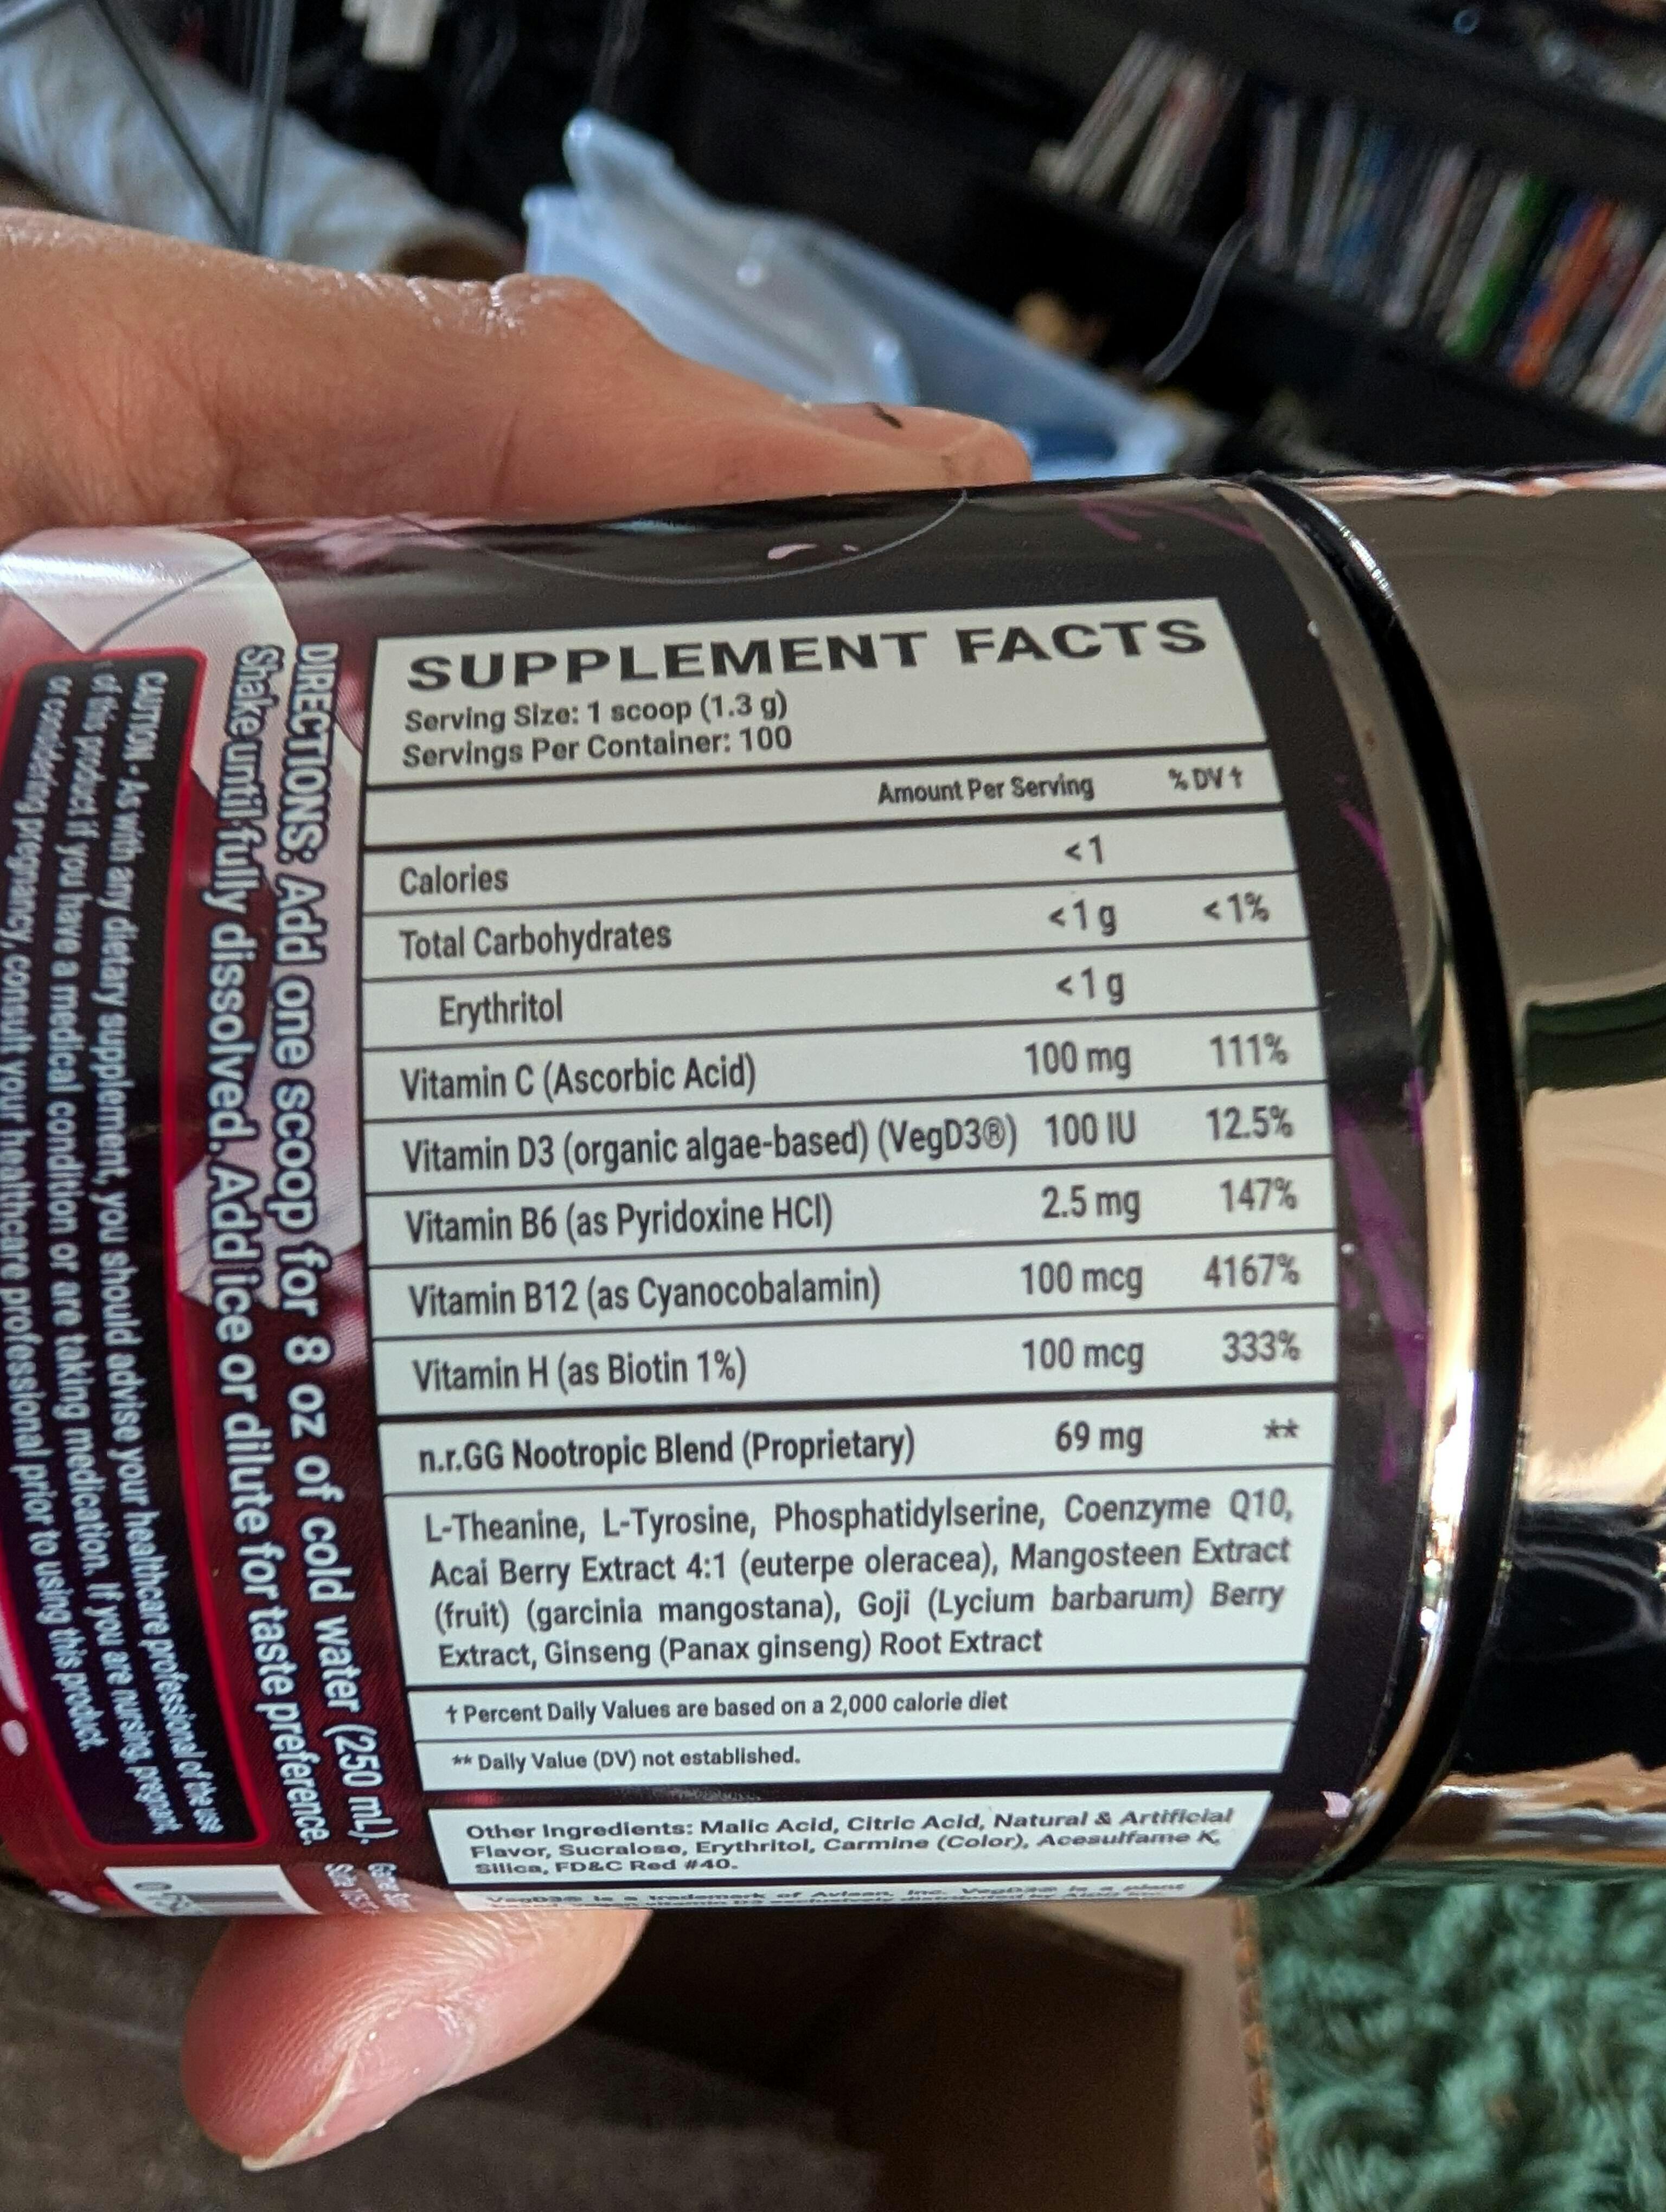 SUPPLEMENT FACTS
Serving Size: 1 scoop (1.3 g)
Servings Per Container: 100
Amount Per Serving % DV †
Calories <1
Total Carbohydrates <1 g <1%
Erythritol <1 g
Vitamin C (Ascorbic Acid) 100 mg 111%
Vitamin D3 (organic algae-based) (VegD3®) 100 IU 12.5%
Vitamin B6 (as Pyridoxine HCl) 2.5 mg 147%
Vitamin B12 (as Cyanocobalamin) 100 mcg 4167%
Vitamin H (as Biotin 1%) 100 mcg 333%
n.r.GG Nootropic Blend (Proprietary) 69 mg **
L-Theanine, L-Tyrosine, Phosphatidylserine, Coenzyme Q10,
Acai Berry Extract 4:1 (euterpe oleracea), Mangosteen Extract
(fruit) (garcinia mangostana), Goji (Lycium barbarum) Berry
Extract, Ginseng (Panax ginseng) Root Extract
† Percent Daily Values are based on a 2,000 calorie diet
** Daily Value (DV) not established.
Other Ingredients: Malic Acid, Citric Acid, Natural & Artificial
Flavor, Sucralose, Erythritol, Carmine (Color), Acesulfame K,
Silica, FD&C Red #40.
VegD3® is a trademark of Avlean, Inc. VegD3® is a plant
DIRECTIONS: Add one scoop for 8 oz of cold water (250 mL).
Shake until fully dissolved. Add ice or dilute for taste preference.
CAUTION - As with any dietary supplement, you should advise your healthcare professional of the use
of this product if you have a medical condition or are taking medication. If you are nursing, pregnant,
or considering pregnancy, consult your healthcare professional prior to using this product.